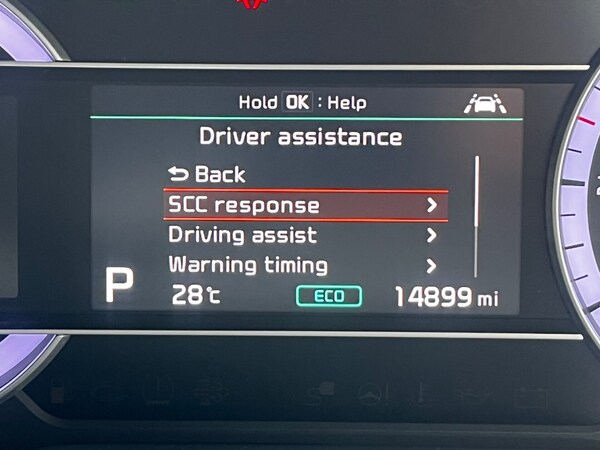 Hold OK : Help
Driver assistance
Back
SCC response
Driving assist
Warning timing
P 28℃ ECO 14899 mi